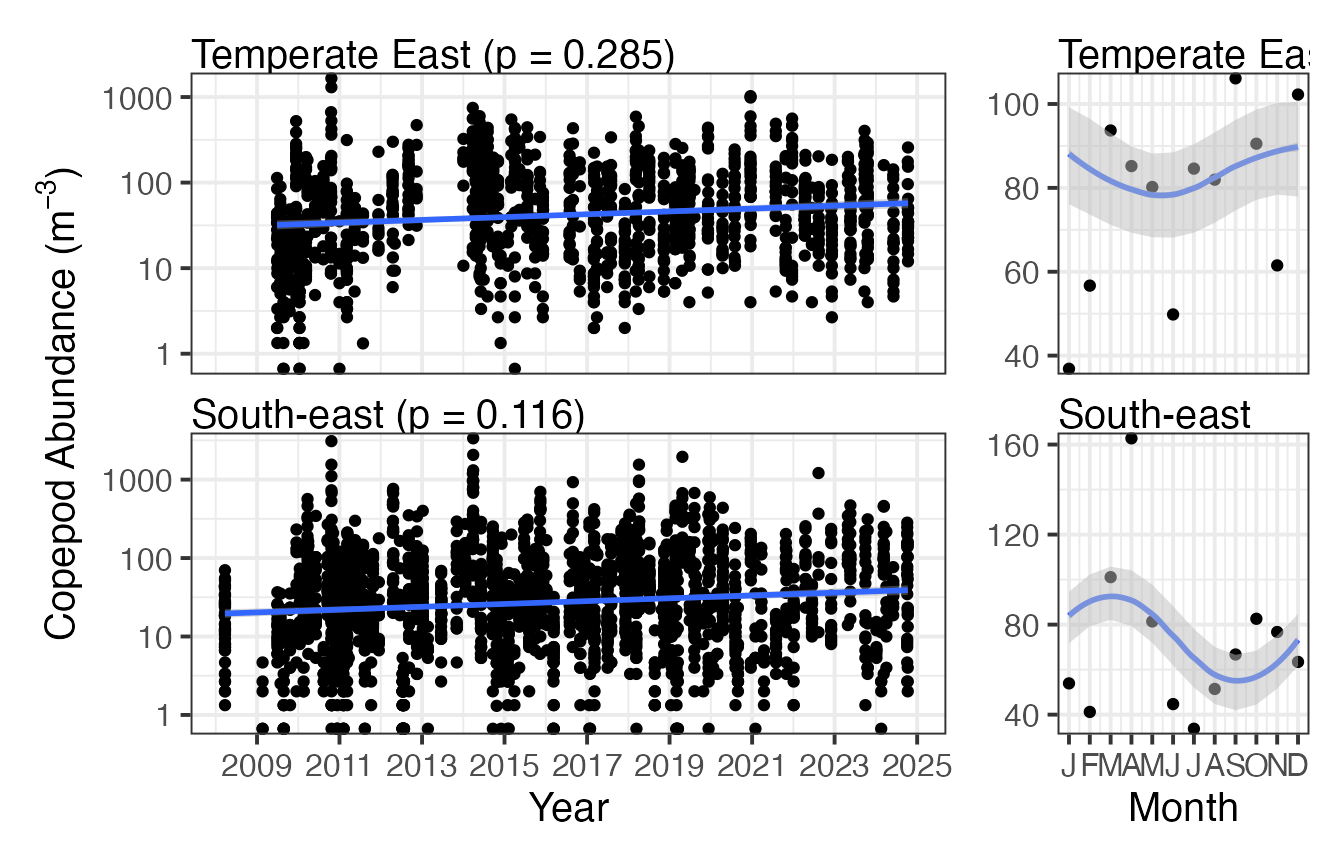 Temperate East (p = 0.285)
Temperate Eas
1000
100
10
1
100
80
60
40
South-east (p = 0.116)
South-east
1000
100
10
1
160
120
80
40
2009 2011 2013 2015 2017 2019 2021 2023 2025
J F M A M J J A S O N D
Year
Month
Copepod Abundance (m⁻³)